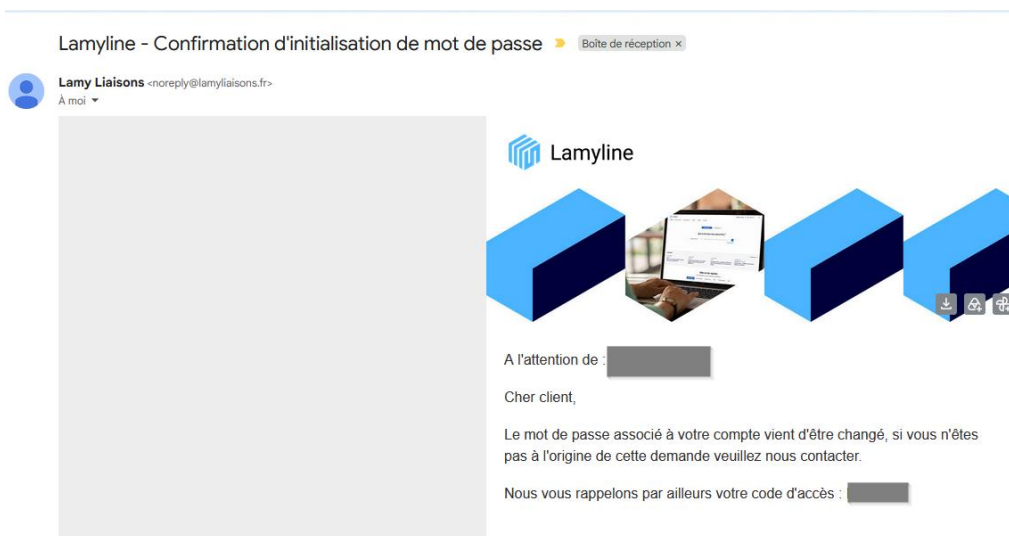 Lamyline - Confirmation d'initialisation de mot de passe Boîte de réception ×
Lamy Liaisons <noreply@lamyliaisons.fr>
À moi
Lamyline
A l'attention de :
Cher client,
Le mot de passe associé à votre compte vient d'être changé, si vous n'êtes
pas à l'origine de cette demande veuillez nous contacter.
Nous vous rappelons par ailleurs votre code d'accès :